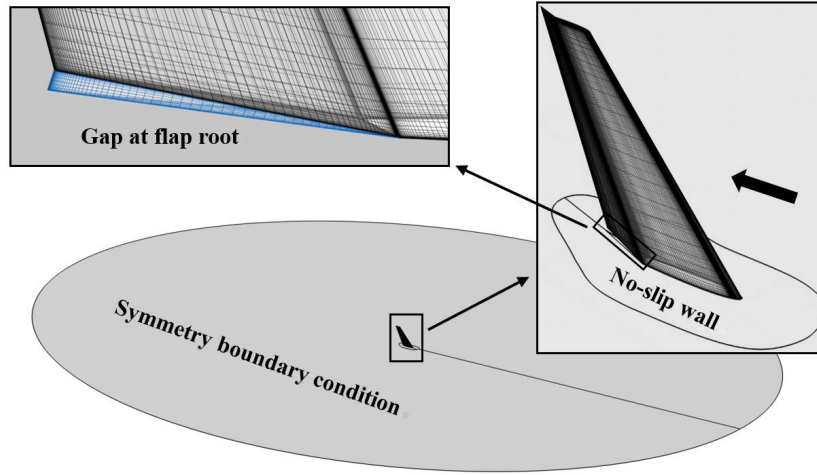 Gap at flap root
No-slip wall
Symmetry boundary
condition